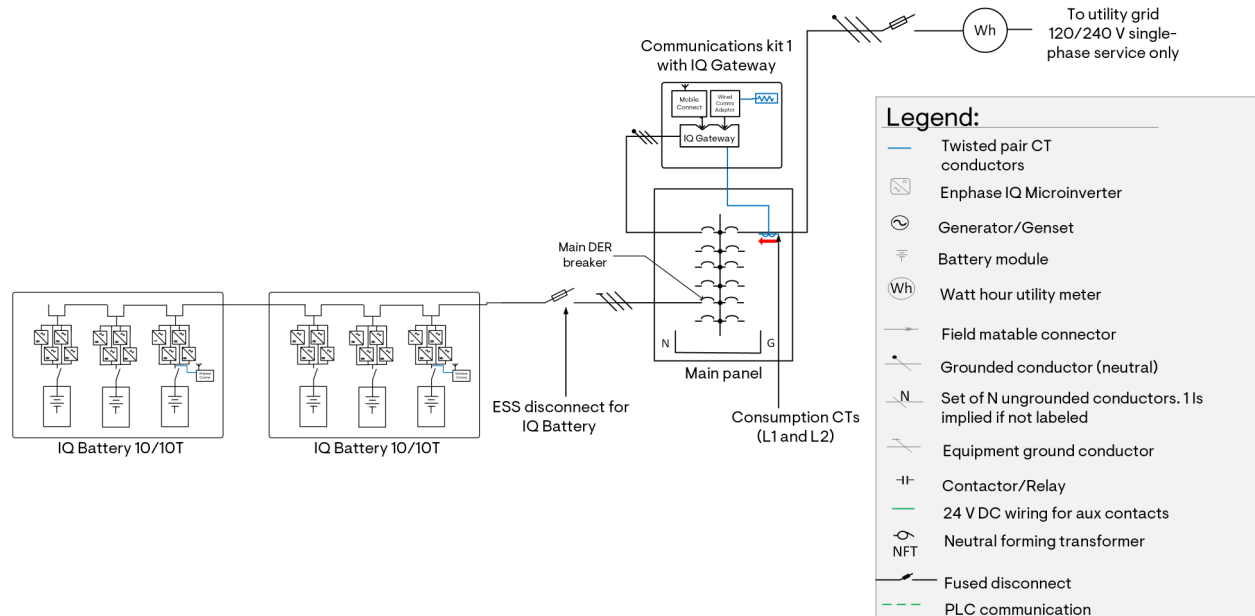 To utility grid
120/240 V single-
phase service only
Wh
Communications kit 1
with IQ Gateway
Mobile
Connect
Wired
Comms
Adaptor
IQ Gateway
Main DER
breaker
N
G
Main panel
ESS disconnect for
IQ Battery
Consumption CTs
(L1 and L2)
Wireless
Comms
Wireless
Comms
IQ Battery 10/10T
IQ Battery 10/10T
Legend:
Twisted pair CT
conductors
Enphase IQ Microinverter
Generator/Genset
Battery module
Wh
Watt hour utility meter
Field matable connector
Grounded conductor (neutral)
N
Set of N ungrounded conductors. 1 Is
implied if not labeled
Equipment ground conductor
Contactor/Relay
24 V DC wiring for aux contacts
NFT
Neutral forming transformer
Fused disconnect
PLC communication